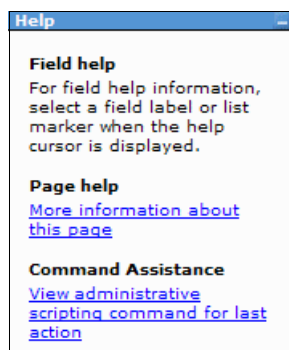 Help
Field help
For field help information,
select a field label or list
marker when the help
cursor is displayed.
Page help
More information about
this page
Command Assistance
View administrative
scripting command for last
action